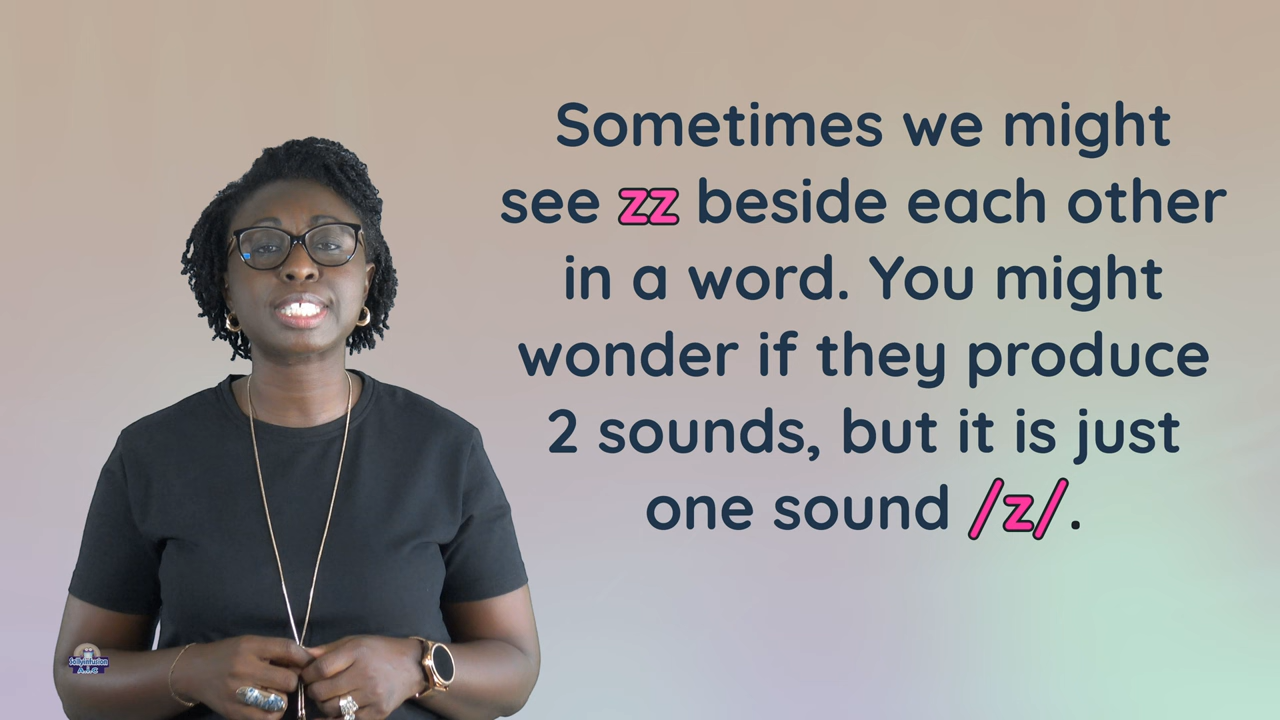 Sometimes we might
see zz beside each other
in a word. You might
wonder if they produce
2 sounds, but it is just
one sound /z/.